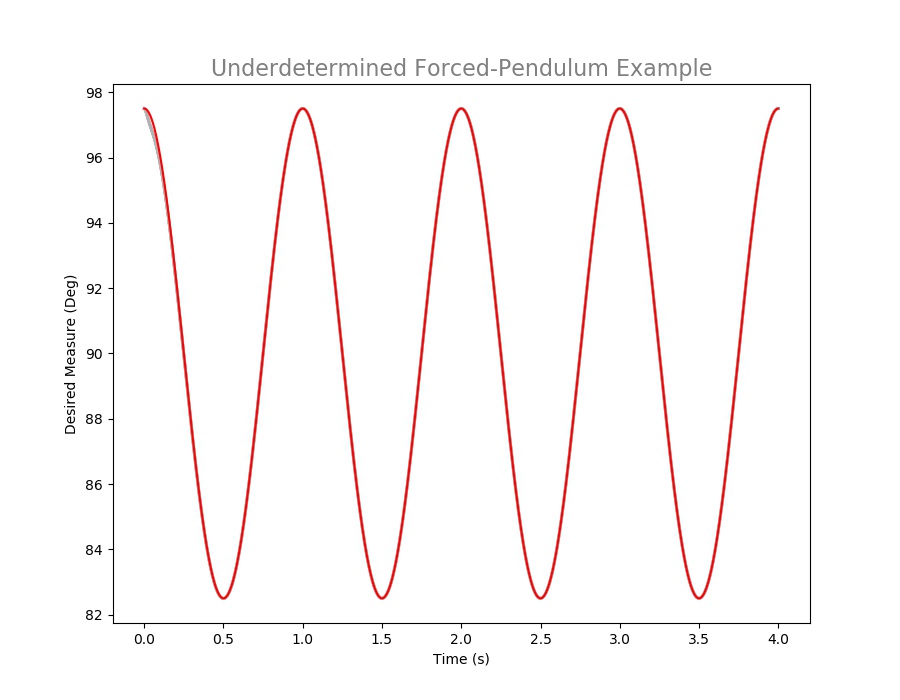 Underdetermined Forced-Pendulum Example
98
96
94
92
90
88
86
84
82
Desired Measure (Deg)
0.0 0.5 1.0 1.5 2.0 2.5 3.0 3.5 4.0
Time (s)